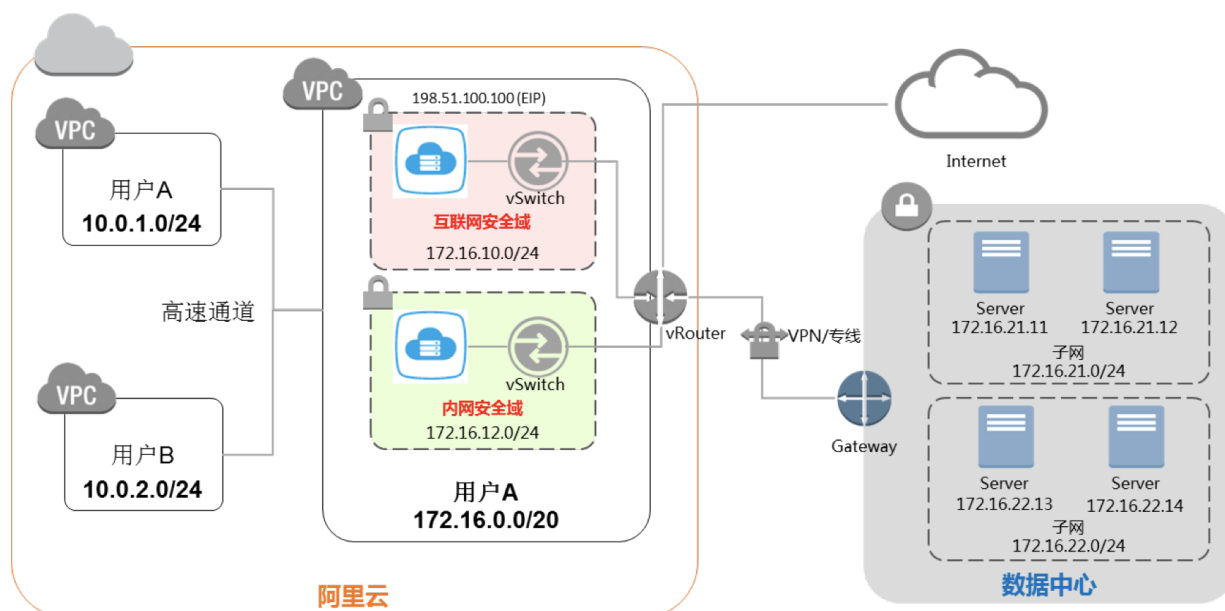 VPC
198.51.100.100 (EIP)
VPC
用户A
10.0.1.0/24
vSwitch
互联网安全域
172.16.10.0/24
Internet
高速通道
vRouter
VPN/专线
Server
172.16.21.11
Server
172.16.21.12
子网
172.16.21.0/24
VPC
用户B
10.0.2.0/24
vSwitch
内网安全域
172.16.12.0/24
用户A
172.16.0.0/20
Gateway
Server
172.16.22.13
Server
172.16.22.14
子网
172.16.22.0/24
阿里云
数据中心